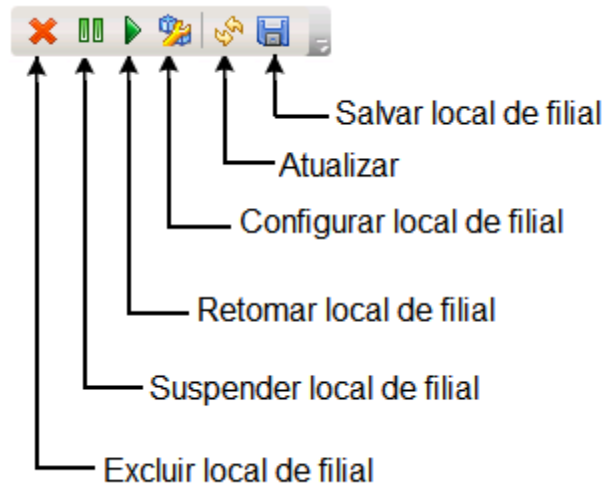 Salvar local de filial
Atualizar
Configurar local de filial
Retomar local de filial
Suspender local de filial
Excluir local de filial